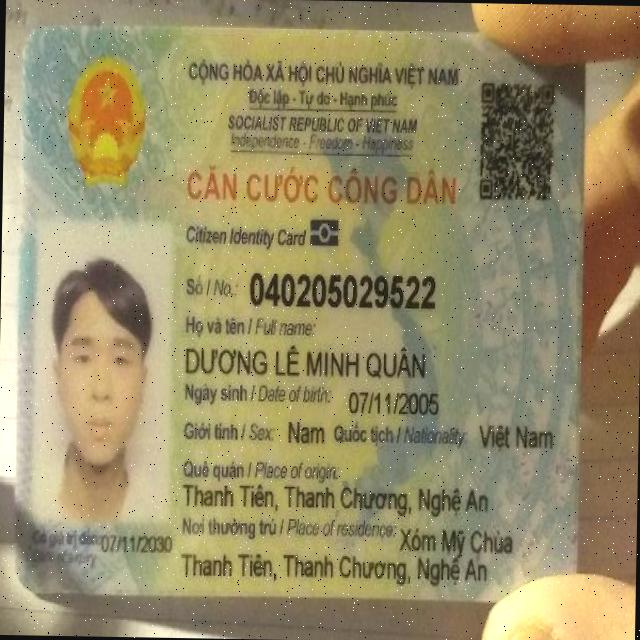 CỘNG HÒA XÃ HỘI CHỦ NGHĨA VIỆT NAM
Độc lập - Tự do - Hạnh phúc
SOCIALIST REPUBLIC OF VIET NAM
Independence - Freedom - Happiness
CĂN CƯỚC CÔNG DÂN
Citizen Identity Card
Số / No.: 040205029522
Họ và tên / Full name:
DƯƠNG LÊ MINH QUÂN
Ngày sinh / Date of birth: 07/11/2005
Giới tính / Sex: Nam Quốc tịch / Nationality: Việt Nam
Quê quán / Place of origin:
Thanh Tiên, Thanh Chương, Nghệ An
Nơi thường trú / Place of residence: Xóm Mỹ Chùa
Thanh Tiên, Thanh Chương, Nghệ An
Có giá trị đến: 07/11/2030